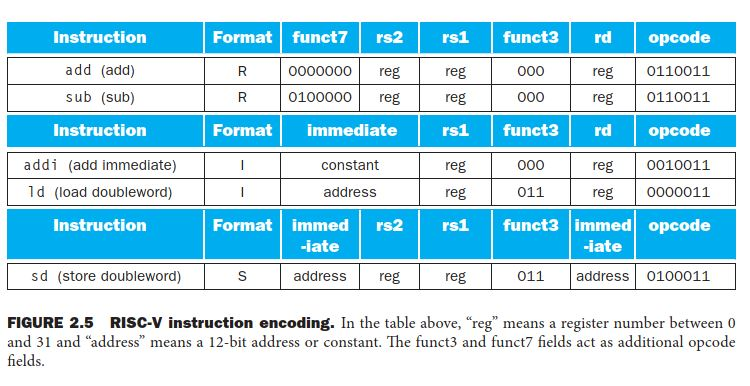 Instruction Format funct7 rs2 rs1 funct3 rd opcode
add (add) R 0000000 reg reg 000 reg 0110011
sub (sub) R 0100000 reg reg 000 reg 0110011
Instruction Format immediate rs1 funct3 rd opcode
addi (add immediate) I constant reg 000 reg 0010011
ld (load doubleword) I address reg 011 reg 0000011
Instruction Format immed-iate rs2 rs1 funct3 immed-iate opcode
sd (store doubleword) S address reg reg 011 address 0100011
FIGURE 2.5 RISC-V instruction encoding. In the table above, “reg” means a register number between 0
and 31 and “address” means a 12-bit address or constant. The funct3 and funct7 fields act as additional opcode
fields.